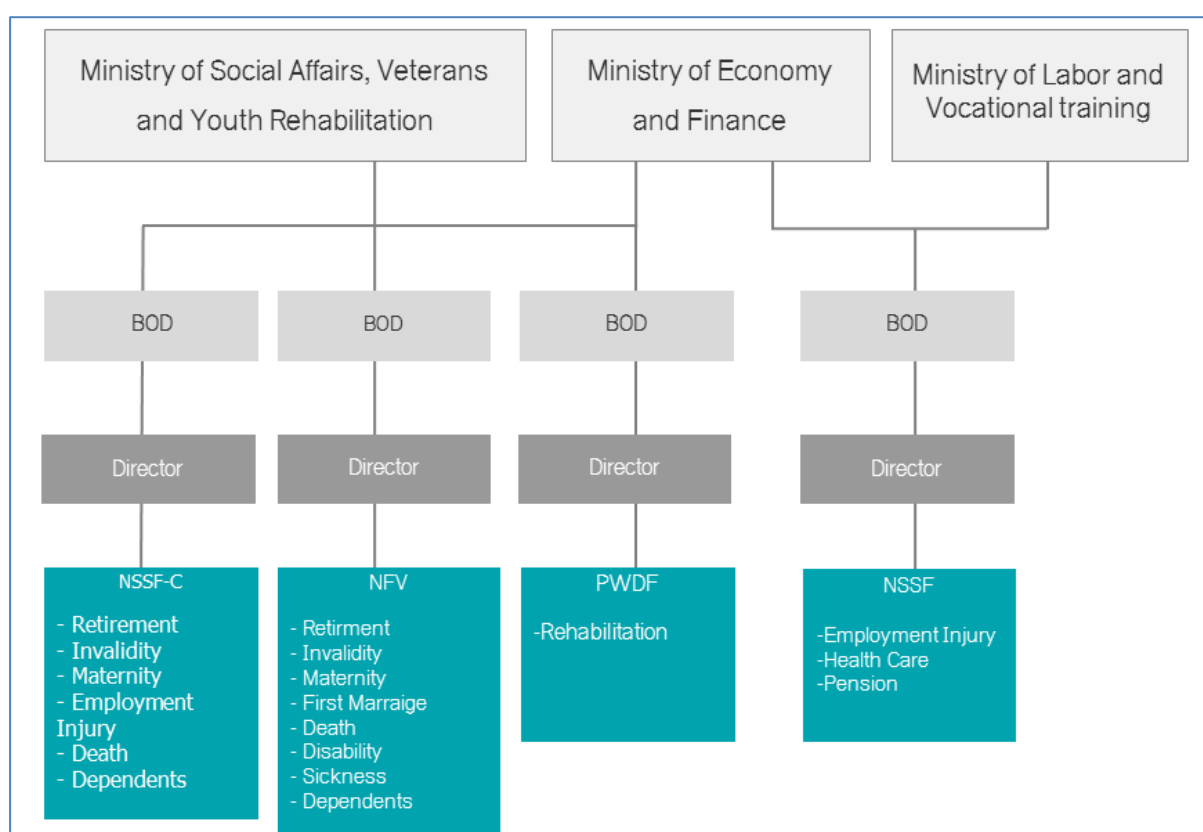 Ministry of Social Affairs, Veterans
and Youth Rehabilitation
Ministry of Economy
and Finance
Ministry of Labor and
Vocational training
BOD
BOD
BOD
BOD
Director
Director
Director
Director
NSSF-C
- Retirement
- Invalidity
- Maternity
- Employment
Injury
- Death
- Dependents
NFV
- Retirment
- Invalidity
- Maternity
- First Marraige
- Death
- Disability
- Sickness
- Dependents
PWDF
-Rehabilitation
NSSF
-Employment Injury
-Health Care
-Pension